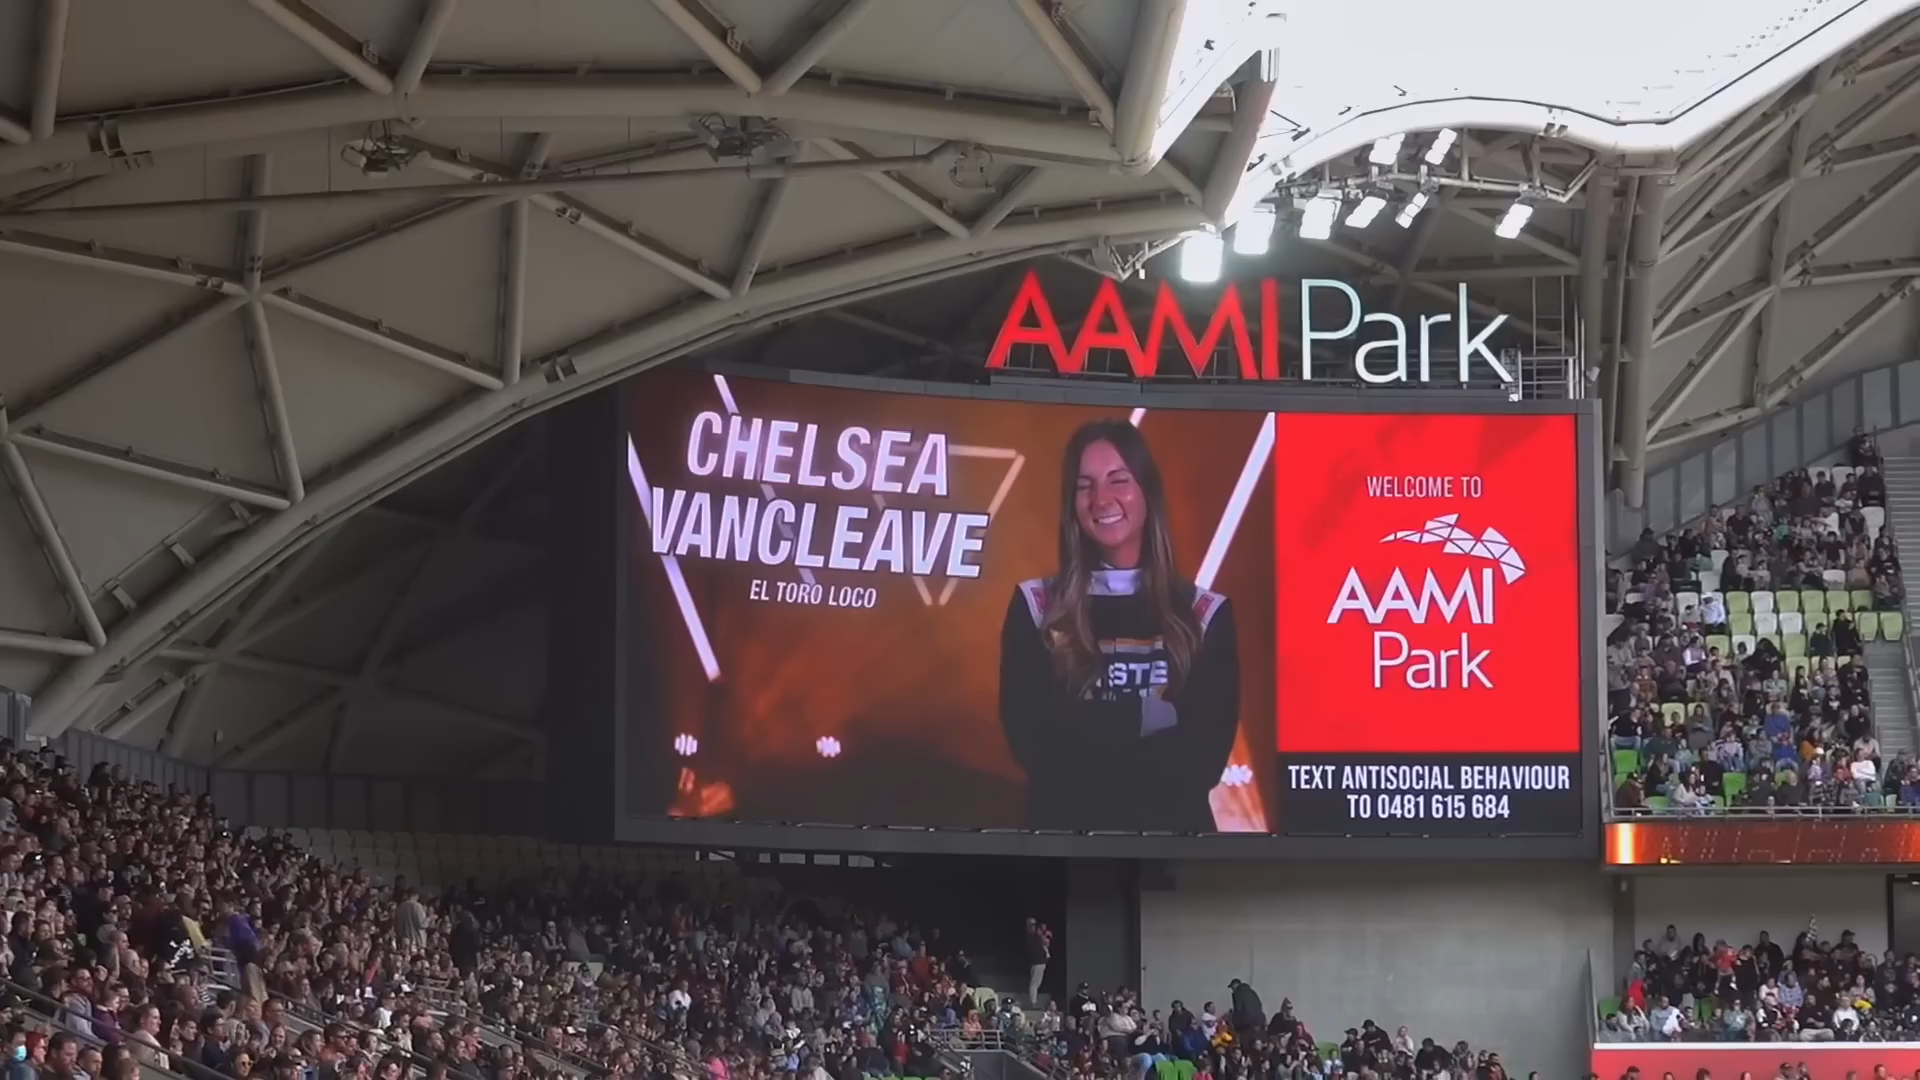 AAMI Park
CHELSEA
VANCLEAVE
EL TORO LOCO
WELCOME TO
AAMI
Park
TEXT ANTISOCIAL BEHAVIOUR
TO 0481 615 684